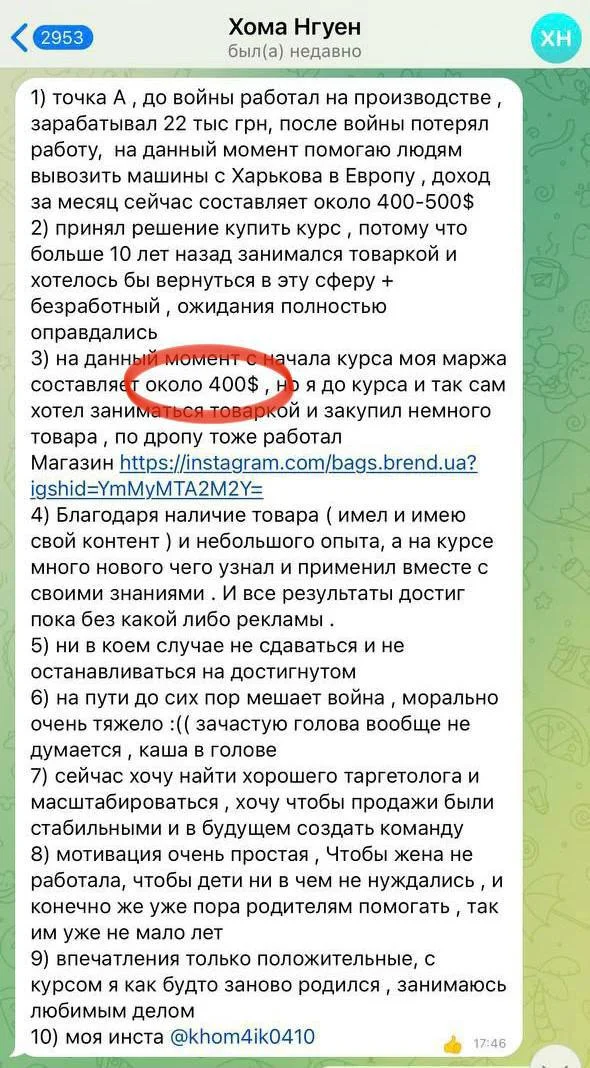 2953
Хома Нгуен
был(а) недавно
ХН
1) точка А , до войны работал на производстве ,
зарабатывал 22 тыс грн, после войны потерял
работу,  на данный момент помогаю людям
вывозить машины с Харькова в Европу , доход
за месяц сейчас составляет около 400-500$
2) принял решение купить курс , потому что
больше 10 лет назад занимался товаркой и
хотелось бы вернуться в эту сферу +
безработный , ожидания полностью
оправдались
3) на данный момент с начала курса моя маржа
составляет около 400$ , но я до курса и так сам
хотел заниматься товаркой и закупил немного
товара , по дропу тоже работал
Магазин https://instagram.com/bags.brend.ua?
igshid=YmMyMTA2M2Y=
4) Благодаря наличие товара ( имел и имею
свой контент ) и небольшого опыта, а на курсе
много нового чего узнал и применил вместе с
своими знаниями . И все результаты достиг
пока без какой либо рекламы .
5) ни в коем случае не сдаваться и не
останавливаться на достигнутом
6) на пути до сих пор мешает война , морально
очень тяжело :(( зачастую голова вообще не
думается , каша в голове
7) сейчас хочу найти хорошего таргетолога и
масштабироваться , хочу чтобы продажи были
стабильными и в будущем создать команду
8) мотивация очень простая , Чтобы жена не
работала, чтобы дети ни в чем не нуждались , и
конечно же уже пора родителям помогать , так
им уже не мало лет
9) впечатления только положительные, с
курсом я как будто заново родился , занимаюсь
любимым делом
10) моя инста @khom4ik0410
17:46